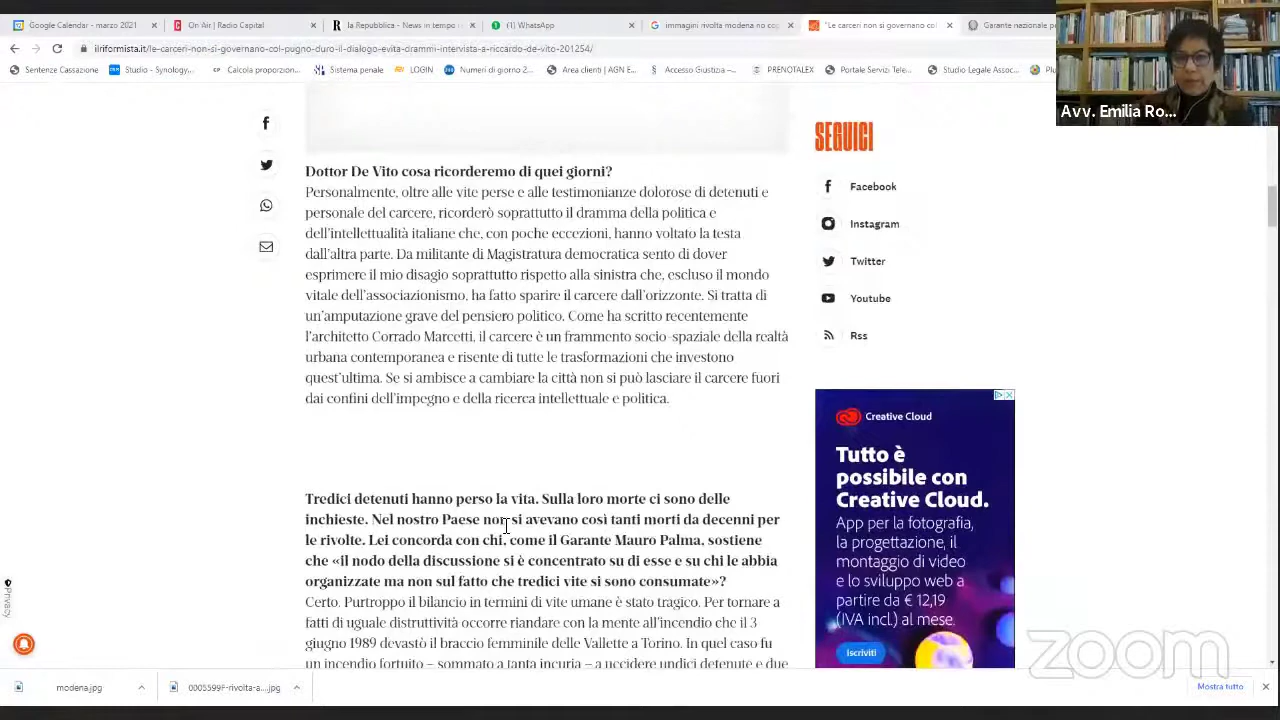 Google Calendar - marzo 2021
On Air | Radio Capital
la Repubblica - News in tempo r
(1) WhatsApp
immagini rivolta modena no cop
"Le carceri non si governano col
Garante nazionale p
ilriformista.it/le-carceri-non-si-governano-col-pugno-duro-il-dialogo-evita-drammi-intervista-a-riccardo-de-vito-201254/
Sentenze Cassazione
Studio - Synology...
Calcola proporzion...
Sistema penale
LOGIN
Numeri di giorno 2...
Area clienti | AGN E...
Accesso Giustizia –...
PRENOTALEX
Portale Servizi Tele...
Studio Legale Assoc...
Avv. Emilia Ro...
Dottor De Vito cosa ricorderemo di quei giorni?
Personalmente, oltre alle vite perse e alle testimonianze dolorose di detenuti e
personale del carcere, ricorderò soprattutto il dramma della politica e
dell'intellettualità italiane che, con poche eccezioni, hanno voltato la testa
dall'altra parte. Da militante di Magistratura democratica sento di dover
esprimere il mio disagio soprattutto rispetto alla sinistra che, escluso il mondo
vitale dell'associazionismo, ha fatto sparire il carcere dall'orizzonte. Si tratta di
un'amputazione grave del pensiero politico. Come ha scritto recentemente
l'architetto Corrado Marcetti, il carcere è un frammento socio-spaziale della realtà
urbana contemporanea e risente di tutte le trasformazioni che investono
quest'ultima. Se si ambisce a cambiare la città non si può lasciare il carcere fuori
dai confini dell'impegno e della ricerca intellettuale e politica.
Tredici detenuti hanno perso la vita. Sulla loro morte ci sono delle
inchieste. Nel nostro Paese non si avevano così tanti morti da decenni per
le rivolte. Lei concorda con chi, come il Garante Mauro Palma, sostiene
che «il nodo della discussione si è concentrato su di esse e su chi le abbia
organizzate ma non sul fatto che tredici vite si sono consumate»?
Certo. Purtroppo il bilancio in termini di vite umane è stato tragico. Per tornare a
fatti di uguale distruttività occorre riandare con la mente all'incendio che il 3
giugno 1989 devastò il braccio femminile delle Vallette a Torino. In quel caso fu
un incendio fortuito – sommato a tanta incuria – a uccidere undici detenute e due
SEGUICI
Facebook
Instagram
Twitter
Youtube
Rss
Creative Cloud
Tutto è
possibile con
Creative Cloud.
App per la fotografia,
la progettazione, il
montaggio di video
e lo sviluppo web a
partire da € 12,19
(IVA incl.) al mese.
Iscriviti
Privacy
zoom
modena.jpg
0005599F-rivolta-a....jpg
Mostra tutto